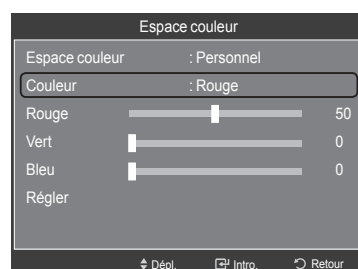 Espace couleur
Espace couleur : Personnel
Couleur : Rouge
Rouge 50
Vert 0
Bleu 0
Régler
Dépl. Intro. Retour